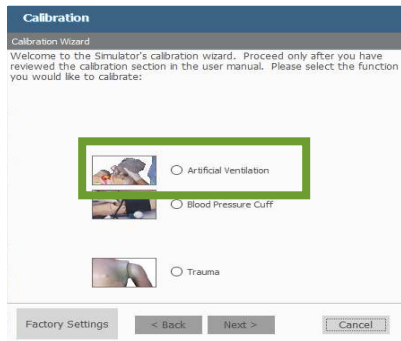 Calibration
Calibration Wizard
Welcome to the Simulator's calibration wizard. Proceed only after you have
reviewed the calibration section in the user manual. Please select the function
you would like to calibrate:
Artificial Ventilation
Blood Pressure Cuff
Trauma
Factory Settings
< Back
Next >
Cancel